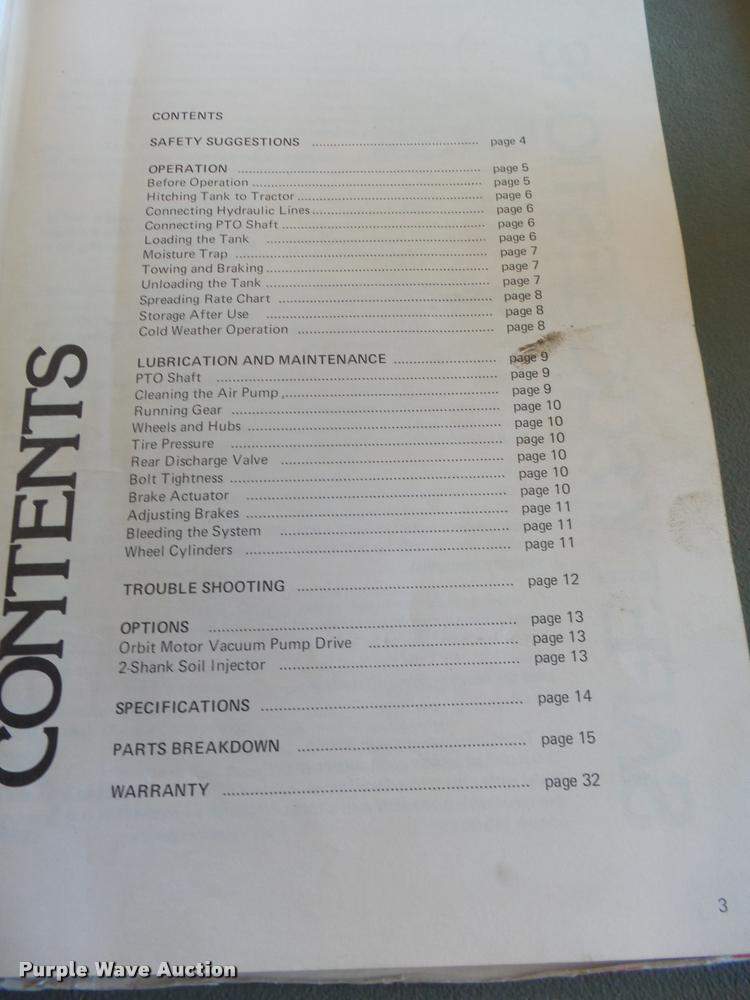 CONTENTS
SAFETY SUGGESTIONS ........ page 4
OPERATION ........ page 5
Before Operation ........ page 5
Hitching Tank to Tractor ........ page 6
Connecting Hydraulic Lines ........ page 6
Connecting PTO Shaft ........ page 6
Loading the Tank ........ page 6
Moisture Trap ........ page 7
Towing and Braking ........ page 7
Unloading the Tank ........ page 7
Spreading Rate Chart ........ page 8
Storage After Use ........ page 8
Cold Weather Operation ........ page 8
LUBRICATION AND MAINTENANCE ........ page 9
PTO Shaft ........ page 9
Cleaning the Air Pump ........ page 9
Running Gear ........ page 10
Wheels and Hubs ........ page 10
Tire Pressure ........ page 10
Rear Discharge Valve ........ page 10
Bolt Tightness ........ page 10
Brake Actuator ........ page 10
Adjusting Brakes ........ page 11
Bleeding the System ........ page 11
Wheel Cylinders ........ page 11
TROUBLE SHOOTING ........ page 12
OPTIONS ........ page 13
Orbit Motor Vacuum Pump Drive ........ page 13
2-Shank Soil Injector ........ page 13
SPECIFICATIONS ........ page 14
PARTS BREAKDOWN ........ page 15
WARRANTY ........ page 32
CONTENTS
3
Purple Wave Auction